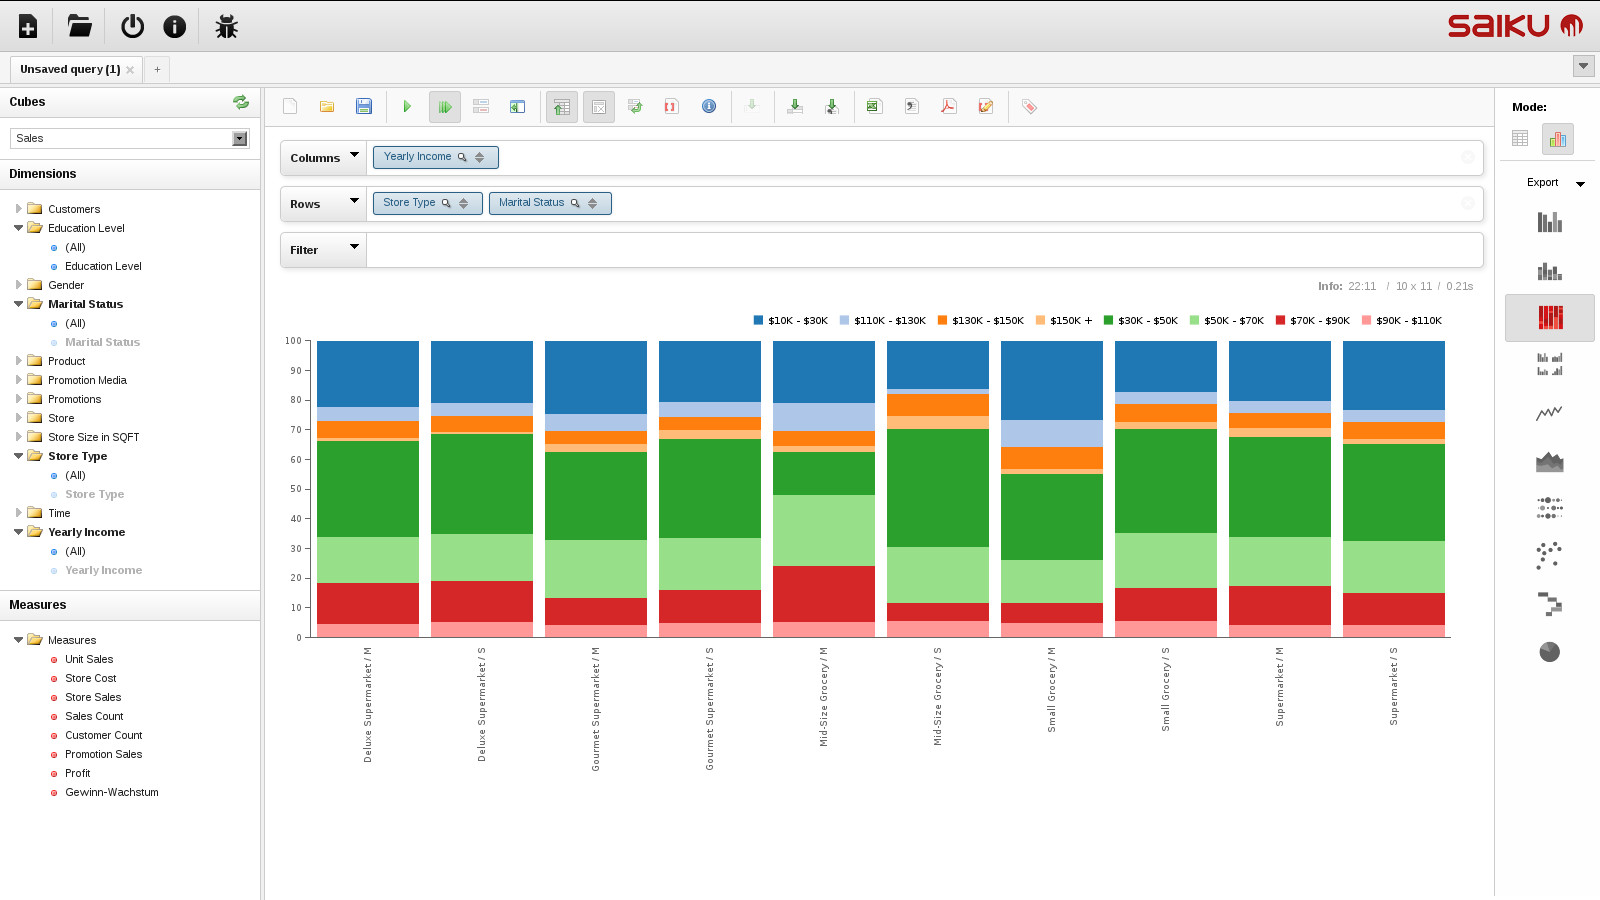 saiku
Unsaved query (1)
+
Cubes
Sales
Dimensions
Customers
Education Level
(All)
Education Level
Gender
Marital Status
(All)
Marital Status
Product
Promotion Media
Promotions
Store
Store Size in SQFT
Store Type
(All)
Store Type
Time
Yearly Income
(All)
Yearly Income
Measures
Measures
Unit Sales
Store Cost
Store Sales
Sales Count
Customer Count
Promotion Sales
Profit
Gewinn-Wachstum
Columns
Yearly Income
Rows
Store Type
Marital Status
Filter
Info: 22:11 / 10 x 11 / 0.21s
$10K - $30K
$110K - $130K
$130K - $150K
$150K +
$30K - $50K
$50K - $70K
$70K - $90K
$90K - $110K
100
90
80
70
60
50
40
30
20
10
0
Deluxe Supermarket / M
Deluxe Supermarket / S
Gourmet Supermarket / M
Gourmet Supermarket / S
Mid-Size Grocery / M
Mid-Size Grocery / S
Small Grocery / M
Small Grocery / S
Supermarket / M
Supermarket / S
Mode:
Export